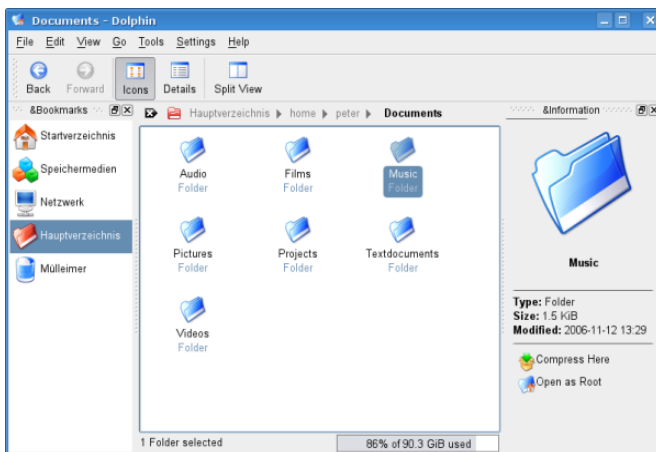 Documents - Dolphin
File Edit View Go Tools Settings Help
Back Forward Icons Details Split View
&Bookmarks
Startverzeichnis
Speichermedien
Netzwerk
Hauptverzeichnis
Mülleimer
Hauptverzeichnis home peter Documents
Audio
Folder
Films
Folder
Music
Folder
Pictures
Folder
Projects
Folder
Textdocuments
Folder
Videos
Folder
1 Folder selected
86% of 90.3 GiB used
&Information
Music
Type: Folder
Size: 1.5 KiB
Modified: 2006-11-12 13:29
Compress Here
Open as Root